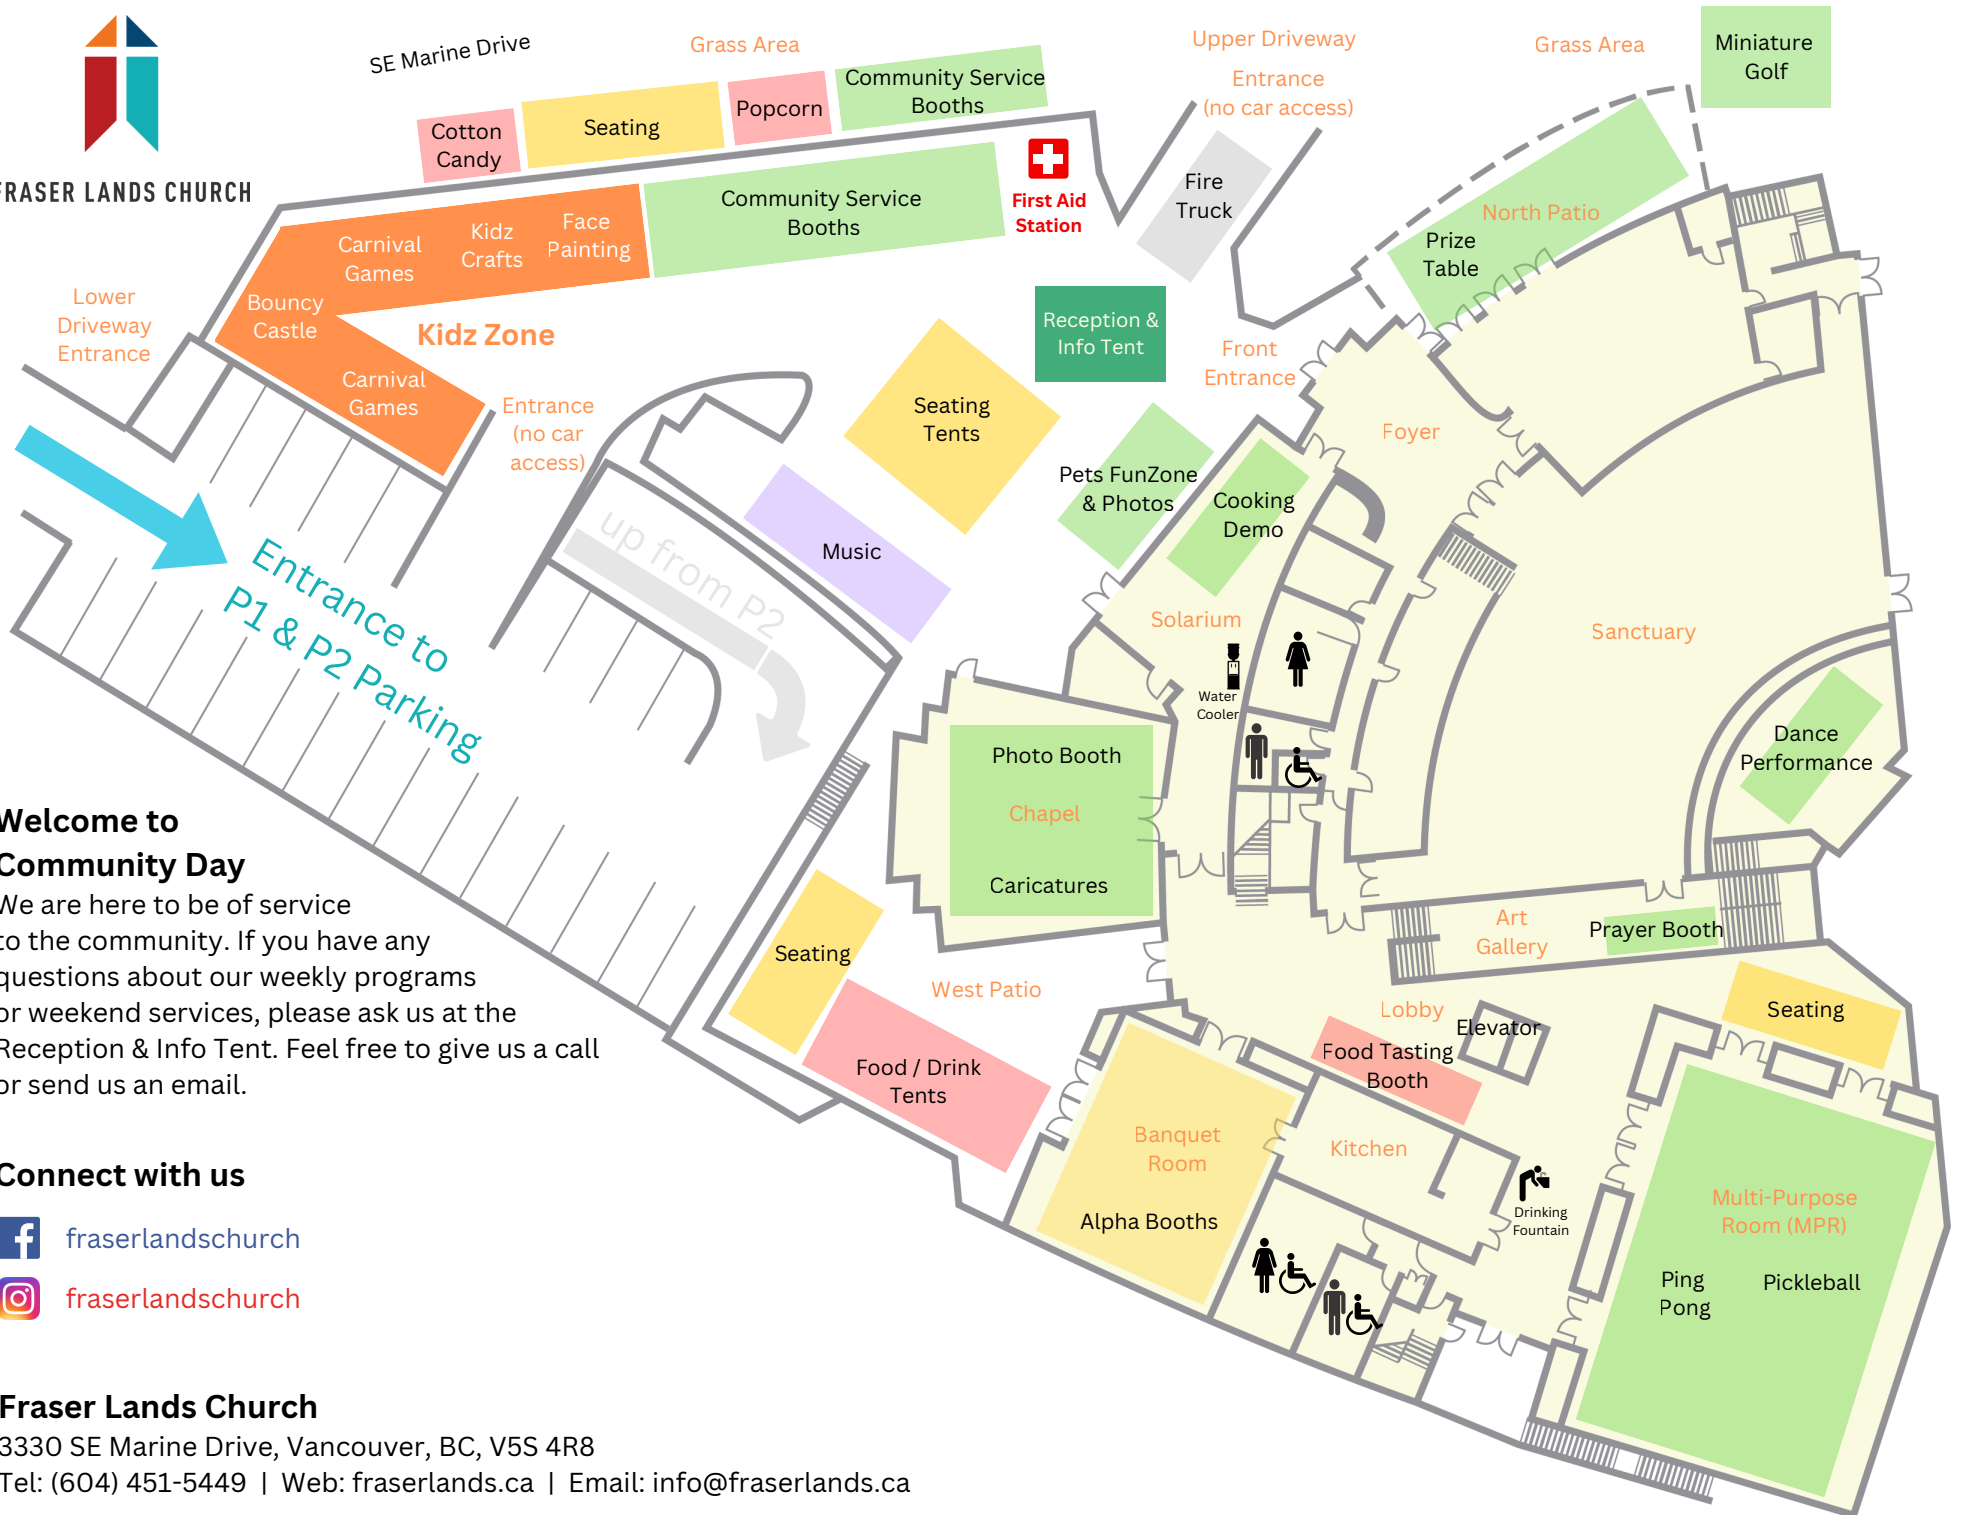 FRASER LANDS CHURCH
SE Marine Drive
Grass Area
Upper Driveway
Entrance
(no car access)
Grass Area
Miniature
Golf
Cotton
Candy
Seating
Popcorn
Community Service
Booths
Carnival
Games
Kidz
Crafts
Face
Painting
Community Service
Booths
First Aid
Station
Fire
Truck
North Patio
Prize
Table
Lower
Driveway
Entrance
Bouncy
Castle
Kidz Zone
Carnival
Games
Entrance
(no car
access)
Reception &
Info Tent
Front
Entrance
Seating
Tents
Foyer
Pets FunZone
& Photos
Cooking
Demo
Music
up from P2
Entrance to
P1 & P2 Parking
Solarium
Sanctuary
Water
Cooler
Dance
Performance
Photo Booth
Chapel
Caricatures
Welcome to
Community Day
We are here to be of service
to the community. If you have any
questions about our weekly programs
or weekend services, please ask us at the
Reception & Info Tent. Feel free to give us a call
or send us an email.
Seating
West Patio
Food / Drink
Tents
Art
Gallery
Prayer Booth
Lobby
Elevator
Seating
Food Tasting
Booth
Banquet
Room
Kitchen
Alpha Booths
Drinking
Fountain
Multi-Purpose
Room (MPR)
Ping
Pong
Pickleball
Connect with us
fraserlandschurch
fraserlandschurch
Fraser Lands Church
3330 SE Marine Drive, Vancouver, BC, V5S 4R8
Tel: (604) 451-5449 | Web: fraserlands.ca | Email: info@fraserlands.ca